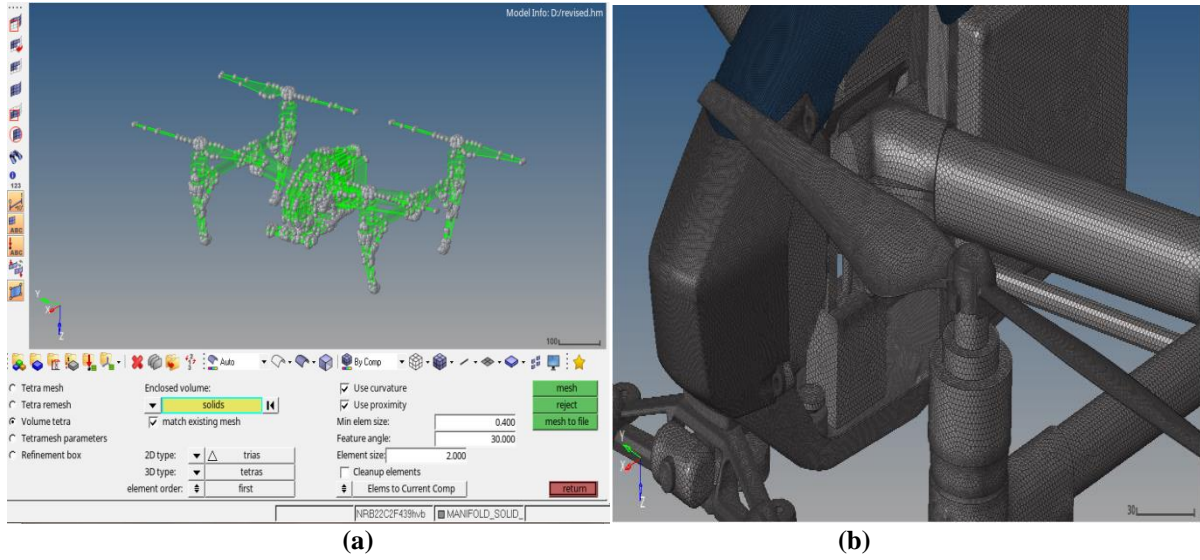 Model Info: D:/revised.hm
123
ABC
ABC
Y
X
Z
100
Auto
By Comp
Tetra mesh
Tetra remesh
Volume tetra
Tetramesh parameters
Refinement box
Enclosed volume:
solids
match existing mesh
2D type:
trias
3D type:
tetras
element order:
first
Use curvature
Use proximity
Min elem size:
0.400
Feature angle:
30.000
Element size:
2.000
Cleanup elements
Elems to Current Comp
mesh
reject
mesh to file
return
NRB22C2F439hvb
MANIFOLD_SOLID_
(a)
Y
X
Z
30
(b)